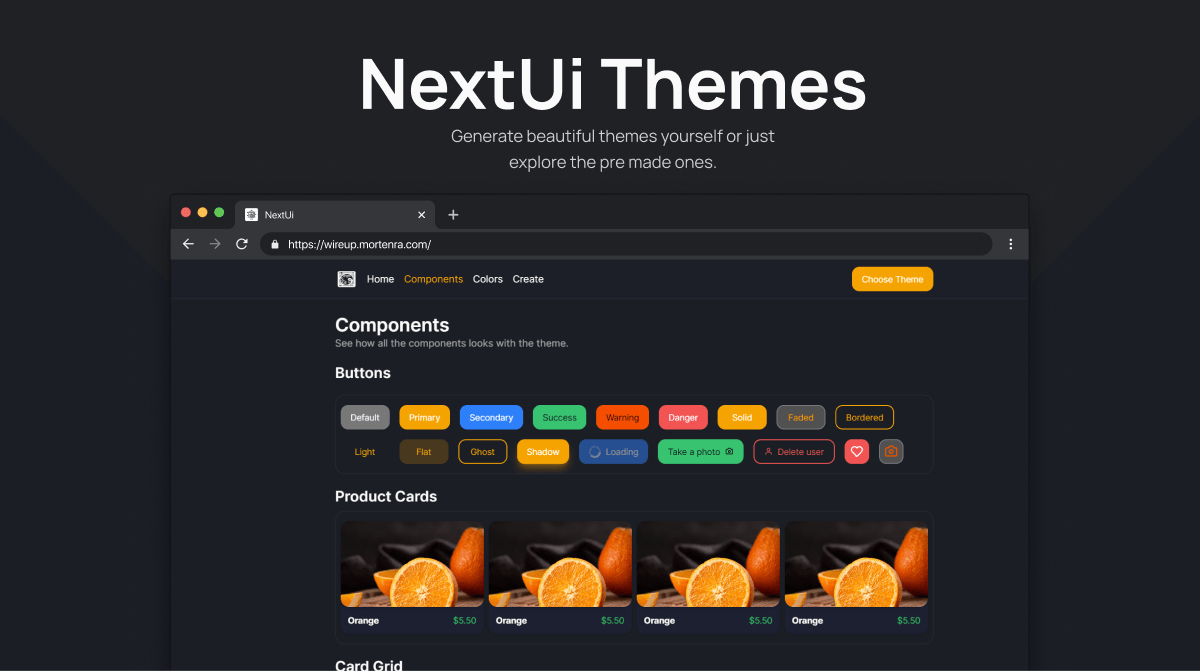 NextUi Themes
Generate beautiful themes yourself or just
explore the pre made ones.
NextUi
https://wireup.mortenra.com/
Home Components Colors Create Choose Theme
Components
See how all the components looks with the theme.
Buttons
Default Primary Secondary Success Warning Danger Solid Faded Bordered
Light Flat Ghost Shadow Loading Take a photo Delete user
Product Cards
Orange $5.50 Orange $5.50 Orange $5.50 Orange $5.50
Card Grid